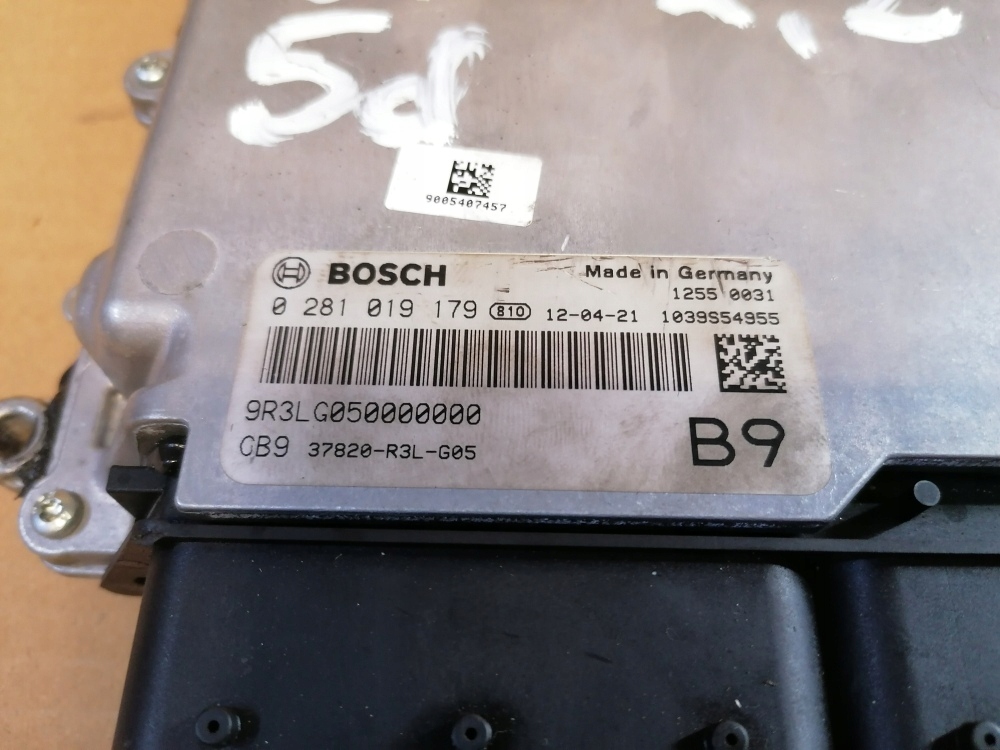 5d
9005407457
BOSCH Made in Germany
1255 0031
0 281 019 179 810 12-04-21 1039S54955
9R3LG050000000
CB9 37820-R3L-G05 B9